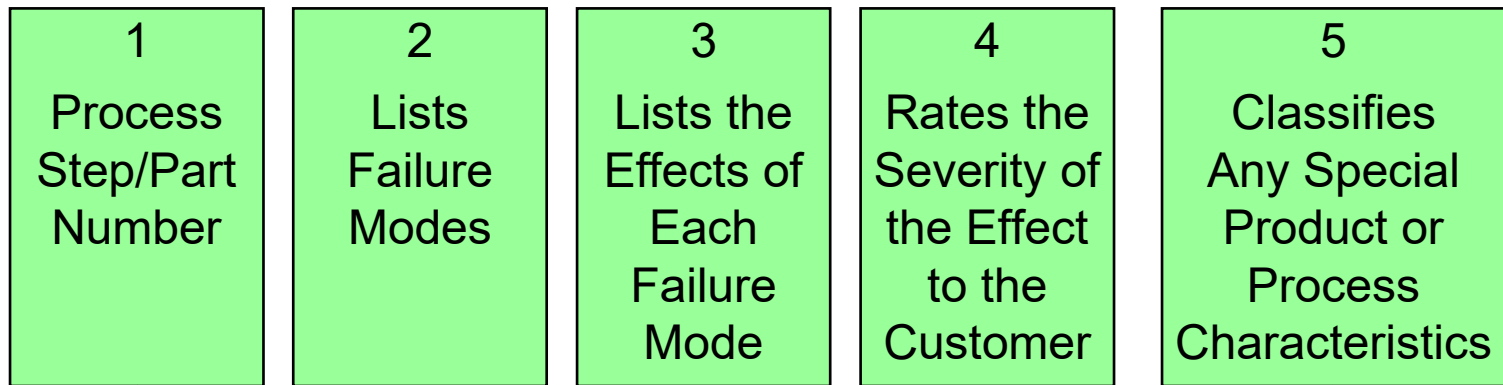 1
Process
Step/Part
Number
2
Lists
Failure
Modes
3
Lists the
Effects of
Each
Failure
Mode
4
Rates the
Severity of
the Effect
to the
Customer
5
Classifies
Any Special
Product or
Process
Characteristics